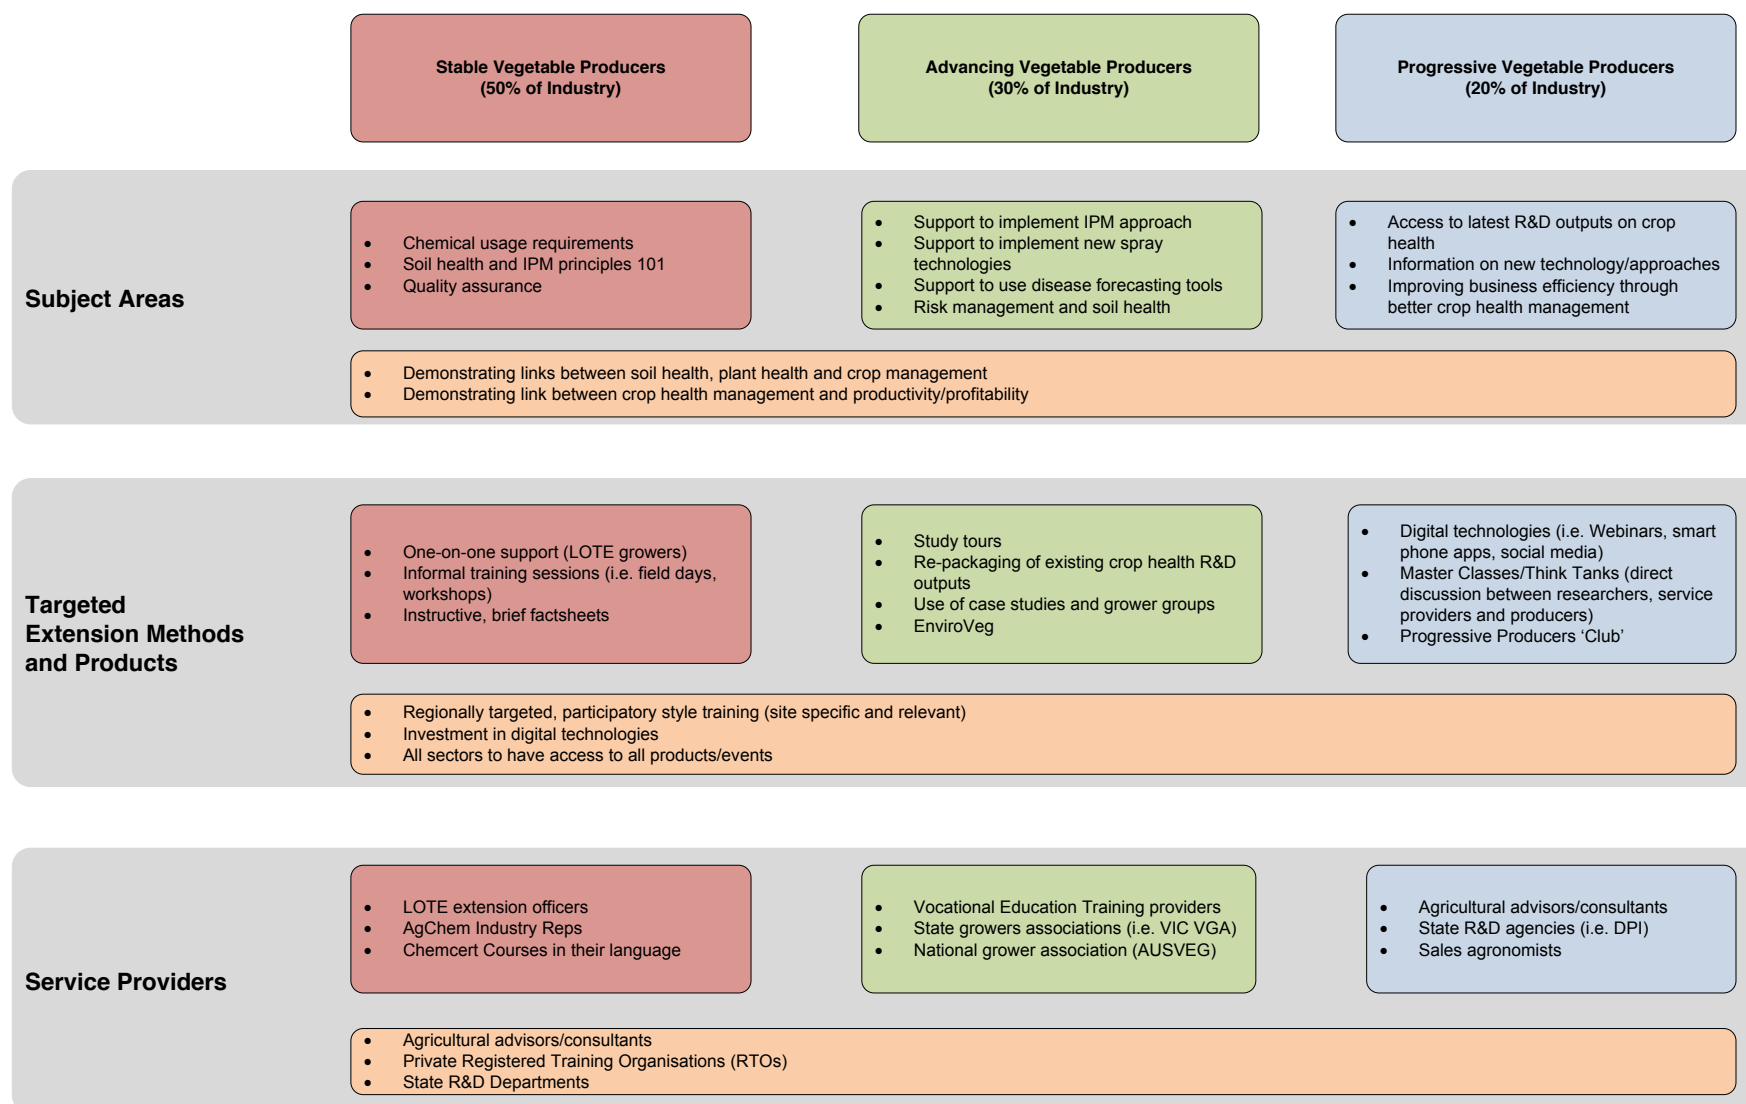 Stable Vegetable Producers
(50% of Industry)
Advancing Vegetable Producers
(30% of Industry)
Progressive Vegetable Producers
(20% of Industry)
Subject Areas
• Chemical usage requirements
• Soil health and IPM principles 101
• Quality assurance
• Support to implement IPM approach
• Support to implement new spray
technologies
• Support to use disease forecasting tools
• Risk management and soil health
• Access to latest R&D outputs on crop
health
• Information on new technology/approaches
• Improving business efficiency through
better crop health management
• Demonstrating links between soil health, plant health and crop management
• Demonstrating link between crop health management and productivity/profitability
Targeted
Extension Methods
and Products
• One-on-one support (LOTE growers)
• Informal training sessions (i.e. field days,
workshops)
• Instructive, brief factsheets
• Study tours
• Re-packaging of existing crop health R&D
outputs
• Use of case studies and grower groups
• EnviroVeg
• Digital technologies (i.e. Webinars, smart
phone apps, social media)
• Master Classes/Think Tanks (direct
discussion between researchers, service
providers and producers)
• Progressive Producers ‘Club’
• Regionally targeted, participatory style training (site specific and relevant)
• Investment in digital technologies
• All sectors to have access to all products/events
Service Providers
• LOTE extension officers
• AgChem Industry Reps
• Chemcert Courses in their language
• Vocational Education Training providers
• State growers associations (i.e. VIC VGA)
• National grower association (AUSVEG)
• Agricultural advisors/consultants
• State R&D agencies (i.e. DPI)
• Sales agronomists
• Agricultural advisors/consultants
• Private Registered Training Organisations (RTOs)
• State R&D Departments